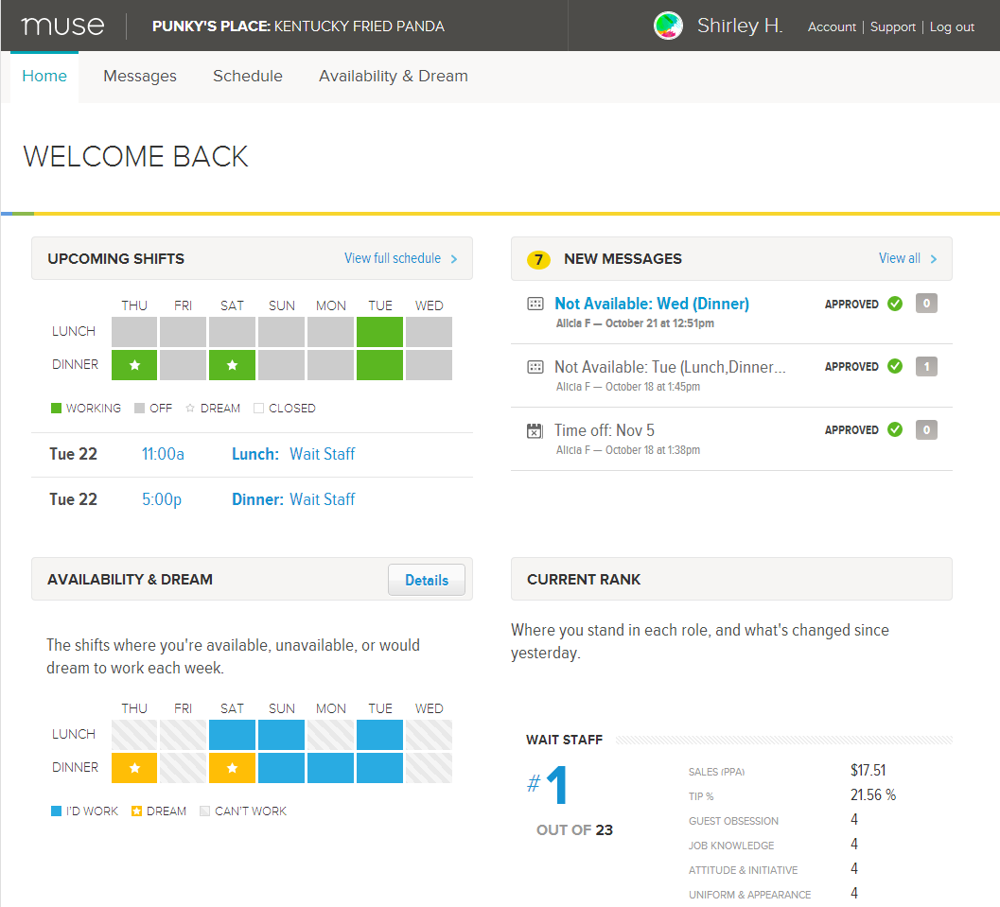 muse
PUNKY'S PLACE: KENTUCKY FRIED PANDA
Shirley H.
Account | Support | Log out
Home Messages Schedule Availability & Dream
WELCOME BACK
UPCOMING SHIFTS View full schedule
THU FRI SAT SUN MON TUE WED
LUNCH
DINNER
WORKING OFF DREAM CLOSED
Tue 22 11:00a Lunch: Wait Staff
Tue 22 5:00p Dinner: Wait Staff
7 NEW MESSAGES View all
Not Available: Wed (Dinner) APPROVED 0
Alicia F — October 21 at 12:51pm
Not Available: Tue (Lunch,Dinner... APPROVED 1
Alicia F — October 18 at 1:45pm
Time off: Nov 5 APPROVED 0
Alicia F — October 18 at 1:38pm
AVAILABILITY & DREAM Details
The shifts where you're available, unavailable, or would
dream to work each week.
THU FRI SAT SUN MON TUE WED
LUNCH
DINNER
I'D WORK DREAM CAN'T WORK
CURRENT RANK
Where you stand in each role, and what's changed since
yesterday.
WAIT STAFF
#1
OUT OF 23
SALES (PPA) $17.51
TIP % 21.56 %
GUEST OBSESSION 4
JOB KNOWLEDGE 4
ATTITUDE & INITIATIVE 4
UNIFORM & APPEARANCE 4